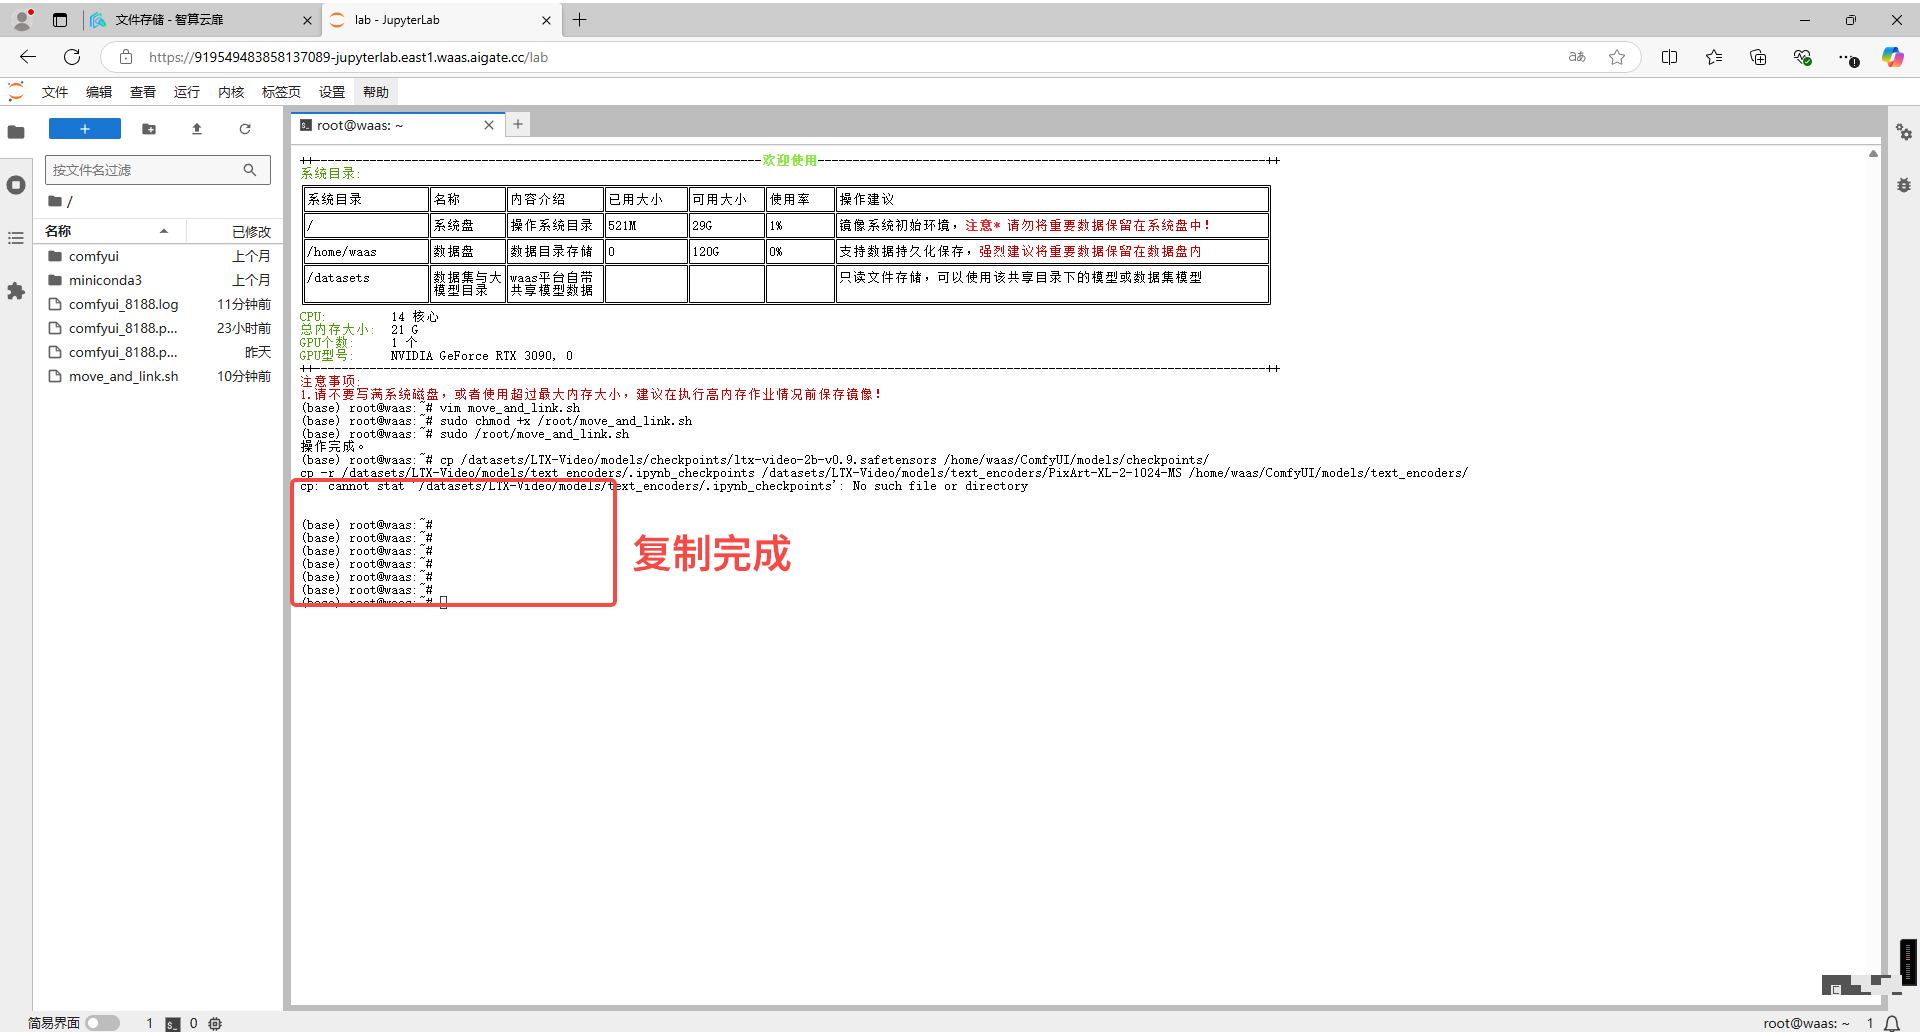 文件存储 - 智算云扉
lab - JupyterLab
https://919549483858137089-jupyterlab.east1.waas.aigate.cc/lab
文件 编辑 查看 运行 内核 标签页 设置 帮助
root@waas: ~
按文件名过滤
/
名称 已修改
comfyui 上个月
miniconda3 上个月
comfyui_8188.log 11分钟前
comfyui_8188.p... 23小时前
comfyui_8188.p... 昨天
move_and_link.sh 10分钟前
++----欢迎使用----++
系统目录:
系统目录 名称 内容介绍 已用大小 可用大小 使用率 操作建议
/ 系统盘 操作系统目录 521M 29G 1% 镜像系统初始环境，注意* 请勿将重要数据保留在系统盘中！
/home/waas 数据盘 数据目录存储 0 120G 0% 支持数据持久化保存，强烈建议将重要数据保留在数据盘内
/datasets 数据集与大模型目录 waas平台自带共享模型数据 只读文件存储，可以使用该共享目录下的模型或数据集模型
CPU: 14 核心
总内存大小: 21 G
GPU个数: 1 个
GPU型号: NVIDIA GeForce RTX 3090, 0
++----++
注意事项:
1.请不要写满系统磁盘，或者使用超过最大内存大小，建议在执行高内存作业情况前保存镜像！
(base) root@waas:~# vim move_and_link.sh
(base) root@waas:~# sudo chmod +x /root/move_and_link.sh
(base) root@waas:~# sudo /root/move_and_link.sh
操作完成。
(base) root@waas:~# cp /datasets/LTX-Video/models/checkpoints/ltx-video-2b-v0.9.safetensors /home/waas/ComfyUI/models/checkpoints/
cp -r /datasets/LTX-Video/models/text_encoders/.ipynb_checkpoints /datasets/LTX-Video/models/text_encoders/PixArt-XL-2-1024-MS /home/waas/ComfyUI/models/text_encoders/
cp: cannot stat '/datasets/LTX-Video/models/text_encoders/.ipynb_checkpoints': No such file or directory
(base) root@waas:~#
(base) root@waas:~#
(base) root@waas:~#
(base) root@waas:~#
(base) root@waas:~#
(base) root@waas:~#
(base) root@waas:~#
复制完成
简易界面 1 0
root@waas: ~ 1